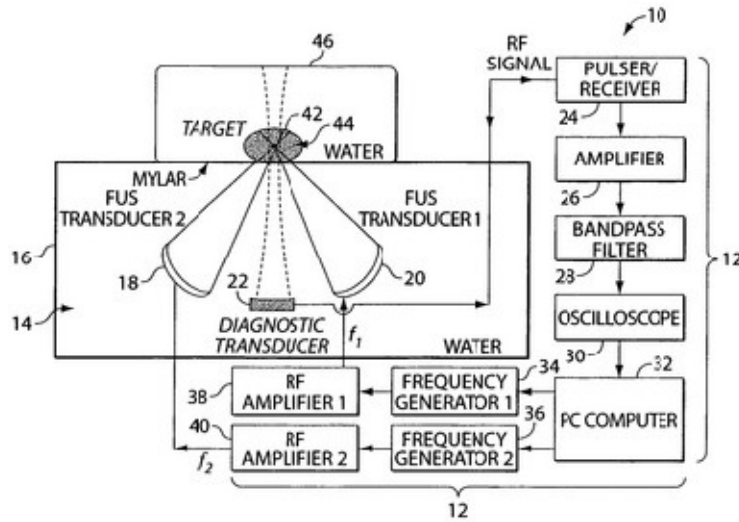 10
46
RF
SIGNAL
PULSER/
RECEIVER
24
42
TARGET
44
WATER
AMPLIFIER
26
MYLAR
FUS
TRANSDUCER 2
FUS
TRANSDUCER 1
BANDPASS
FILTER
28
12
16
18
20
22
14
DIAGNOSTIC
TRANSDUCER
f1
WATER
OSCILLOSCOPE
30
32
34
38
RF
AMPLIFIER 1
FREQUENCY
GENERATOR 1
PC COMPUTER
36
40
RF
AMPLIFIER 2
FREQUENCY
GENERATOR 2
f2
12